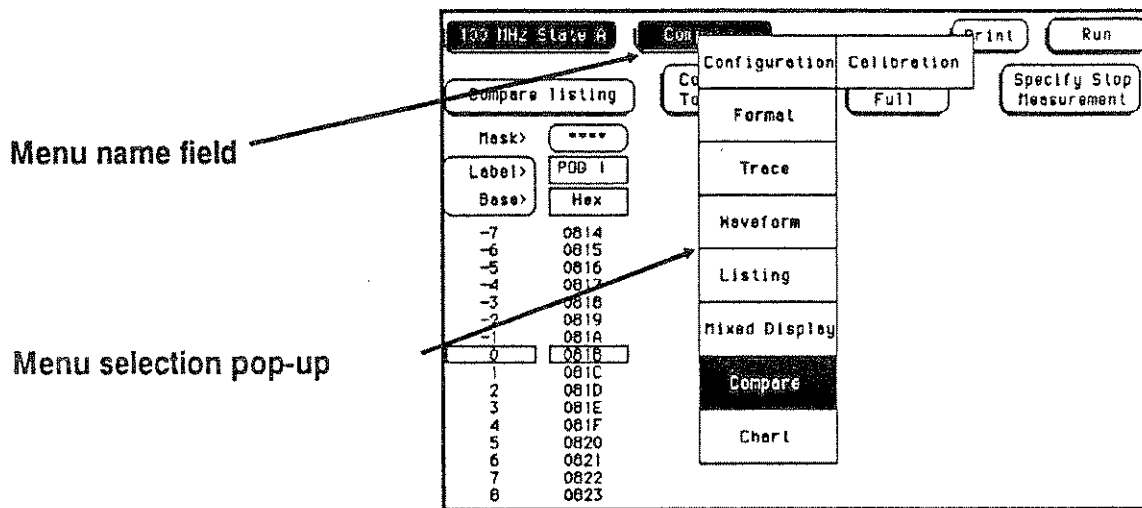 100 MHz State A Com Print Run
Configuration Calibration
Compare listing Co To Full Specify Stop Measurement
Format
Menu name field
Mask> ****
Label> POD 1
Trace
Base> Hex
Waveform
-7 0814
-6 0815
-5 0816
-4 0817
-3 0818
-2 0819
-1 081A
0 081B
1 081C
2 081D
3 081E
4 081F
5 0820
6 0821
7 0822
8 0823
Listing
Mixed Display
Menu selection pop-up
Compare
Chart